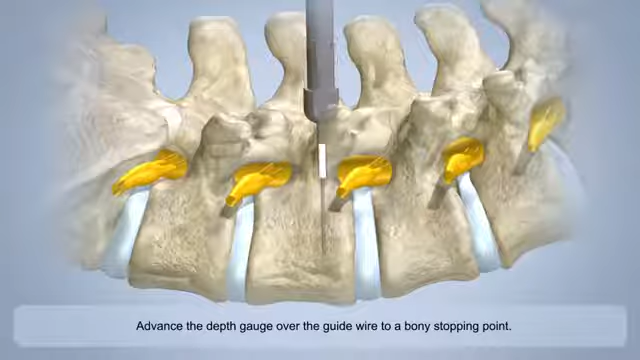 Advance the depth gauge over the guide wire to a bony stopping point.